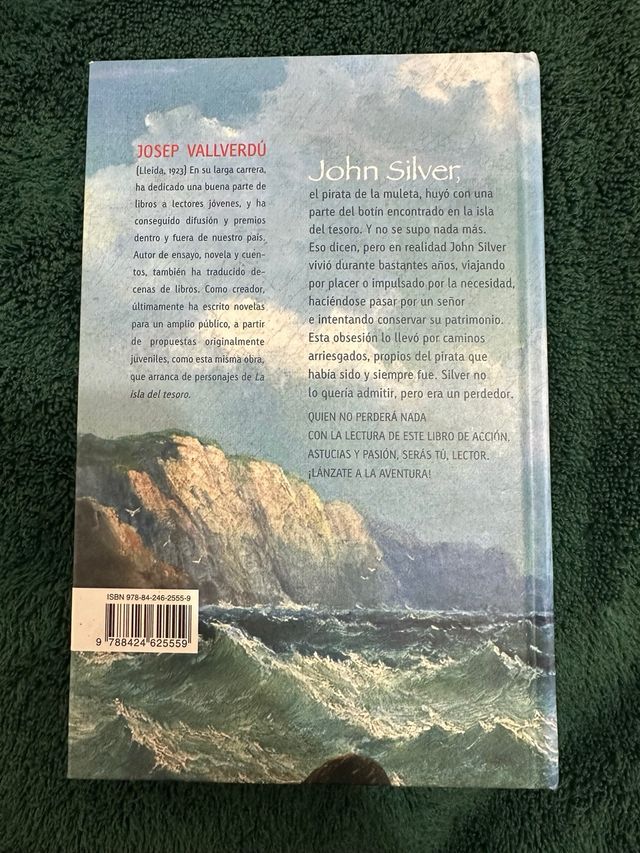 JOSEP VALLVERDÚ
(Lleida, 1923) En su larga carrera,
ha dedicado una buena parte de
libros a lectores jóvenes, y ha
conseguido difusión y premios
dentro y fuera de nuestro país.
Autor de ensayo, novela y cuen-
tos, también ha traducido de-
cenas de libros. Como creador,
últimamente ha escrito novelas
para un amplio público, a partir
de propuestas originalmente
juveniles, como esta misma obra,
que arranca de personajes de La
isla del tesoro.
John Silver,
el pirata de la muleta, huyó con una
parte del botín encontrado en la isla
del tesoro. Y no se supo nada más.
Eso dicen, pero en realidad John Silver
vivió durante bastantes años, viajando
por placer o impulsado por la necesidad,
haciéndose pasar por un señor
e intentando conservar su patrimonio.
Esta obsesión lo llevó por caminos
arriesgados, propios del pirata que
había sido y siempre fue. Silver no
lo quería admitir, pero era un perdedor.
QUIEN NO PERDERÁ NADA
CON LA LECTURA DE ESTE LIBRO DE ACCIÓN,
ASTUCIAS Y PASIÓN, SERÁS TÚ, LECTOR.
¡LÁNZATE A LA AVENTURA!
ISBN 978-84-246-2555-9
9 788424 625559